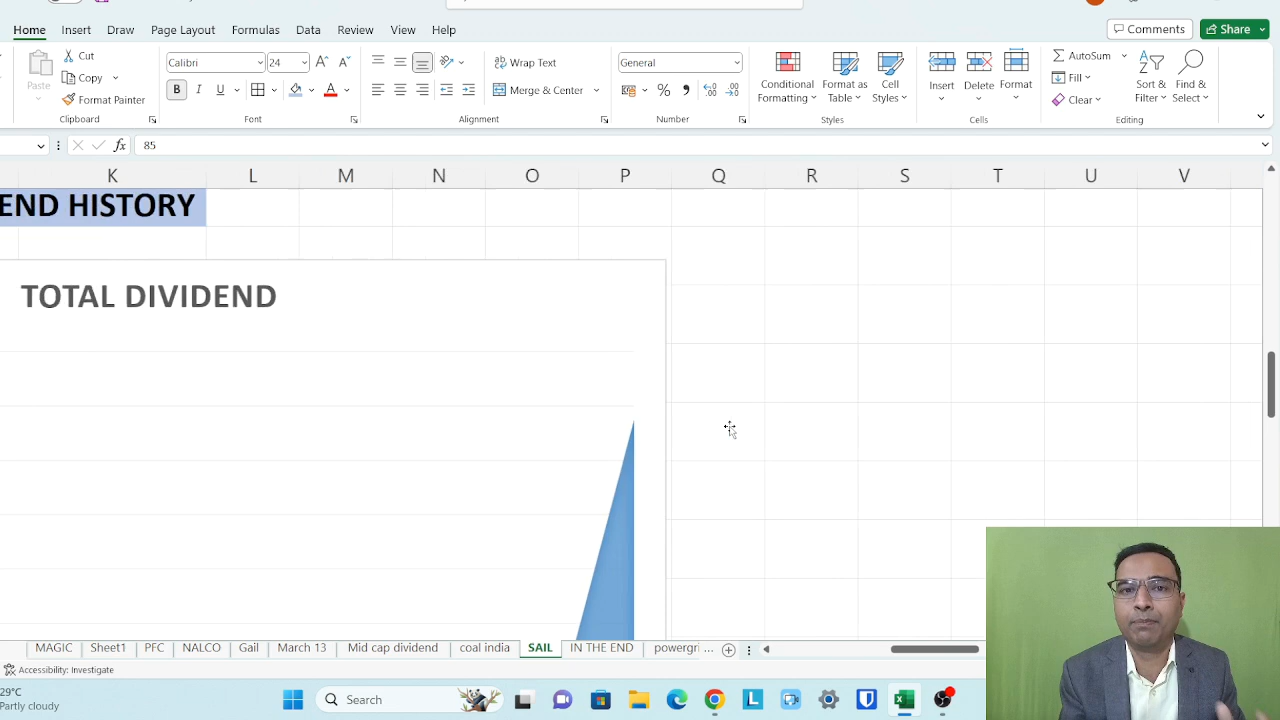 Home Insert Draw Page Layout Formulas Data Review View Help Comments Share
Cut
Copy
Format Painter
Paste
Clipboard
Calibri 24
B I U
Font
Wrap Text
Merge & Center
Alignment
General
Number
Conditional Formatting
Format as Table
Cell Styles
Styles
Insert Delete Format
Cells
AutoSum
Fill
Clear
Sort & Filter
Find & Select
Editing
fx 85
K L M N O P Q R S T U V
END HISTORY
TOTAL DIVIDEND
MAGIC Sheet1 PFC NALCO Gail March 13 Mid cap dividend coal india SAIL IN THE END powergri ...
Accessibility: Investigate
29°C
Partly cloudy
Search